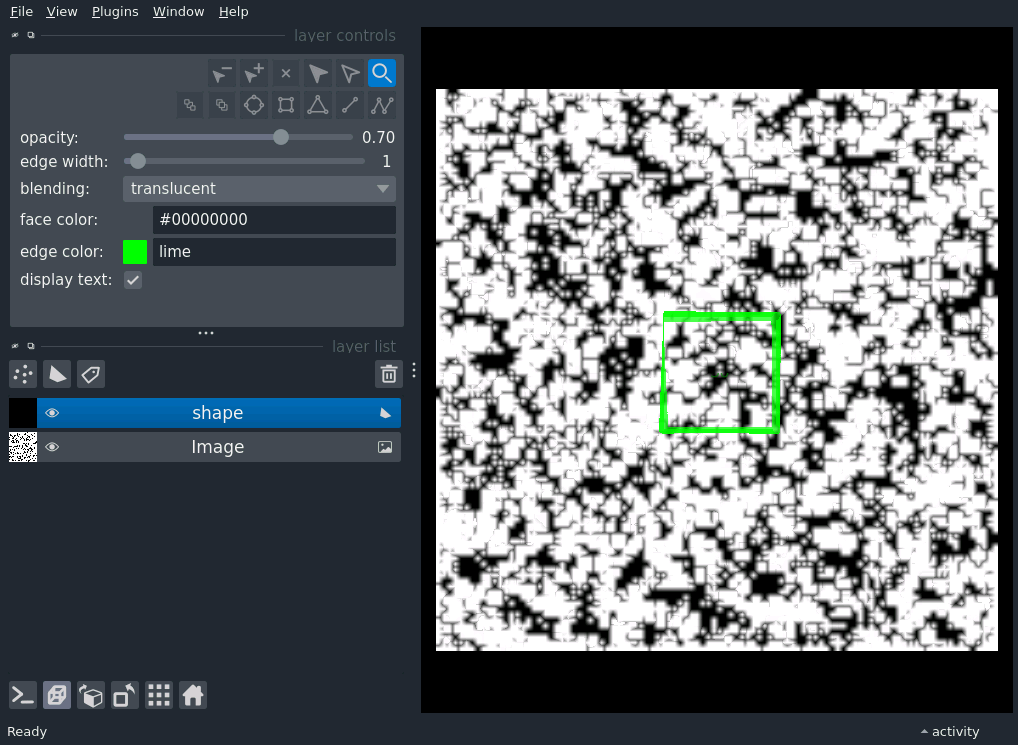 File View Plugins Window Help
layer controls
opacity: 0.70
edge width: 1
blending: translucent
face color: #00000000
edge color: lime
display text:
layer list
shape
Image
Ready
activity